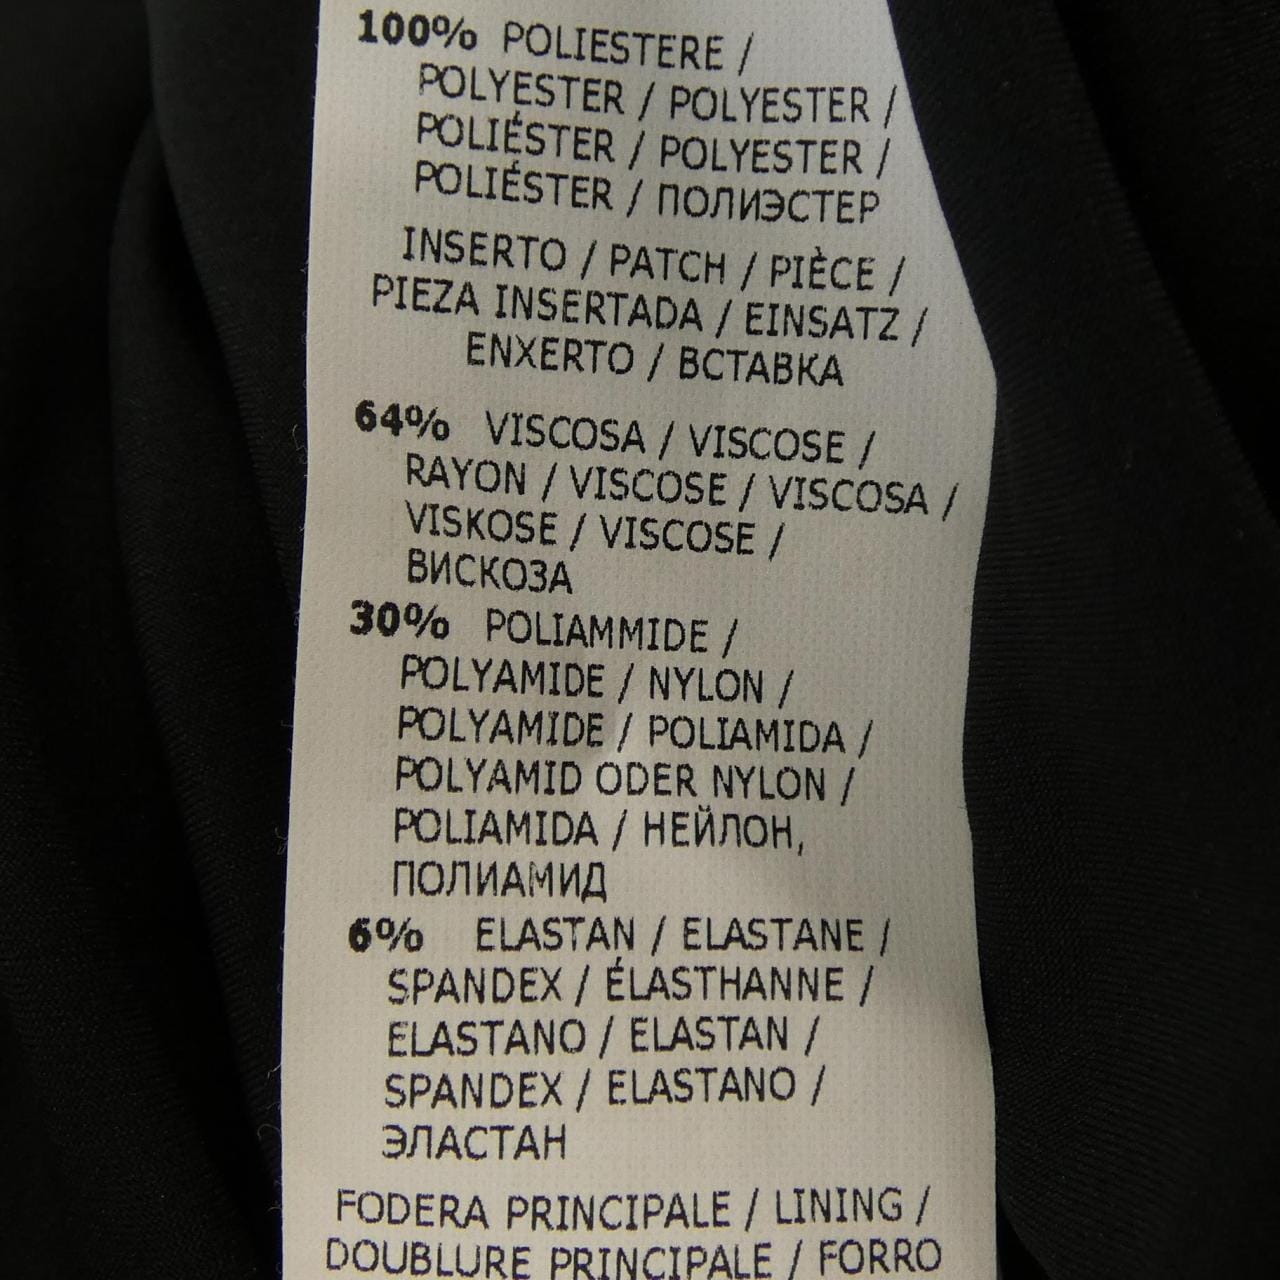 100% POLIESTERE /
POLYESTER / POLYESTER /
POLIÉSTER / POLYESTER /
POLIÉSTER / ПОЛИЭСТЕР
INSERTO / PATCH / PIÈCE /
PIEZA INSERTADA / EINSATZ /
ENXERTO / ВСТАВКА
64% VISCOSA / VISCOSE /
RAYON / VISCOSE / VISCOSA /
VISKOSE / VISCOSE /
ВИСКОЗА
30% POLIAMMIDE /
POLYAMIDE / NYLON /
POLYAMIDE / POLIAMIDA /
POLYAMID ODER NYLON /
POLIAMIDA / НЕЙЛОН,
ПОЛИАМИД
6% ELASTAN / ELASTANE /
SPANDEX / ÉLASTHANNE /
ELASTANO / ELASTAN /
SPANDEX / ELASTANO /
ЭЛАСТАН
FODERA PRINCIPALE / LINING /
DOUBLURE PRINCIPALE / FORRO